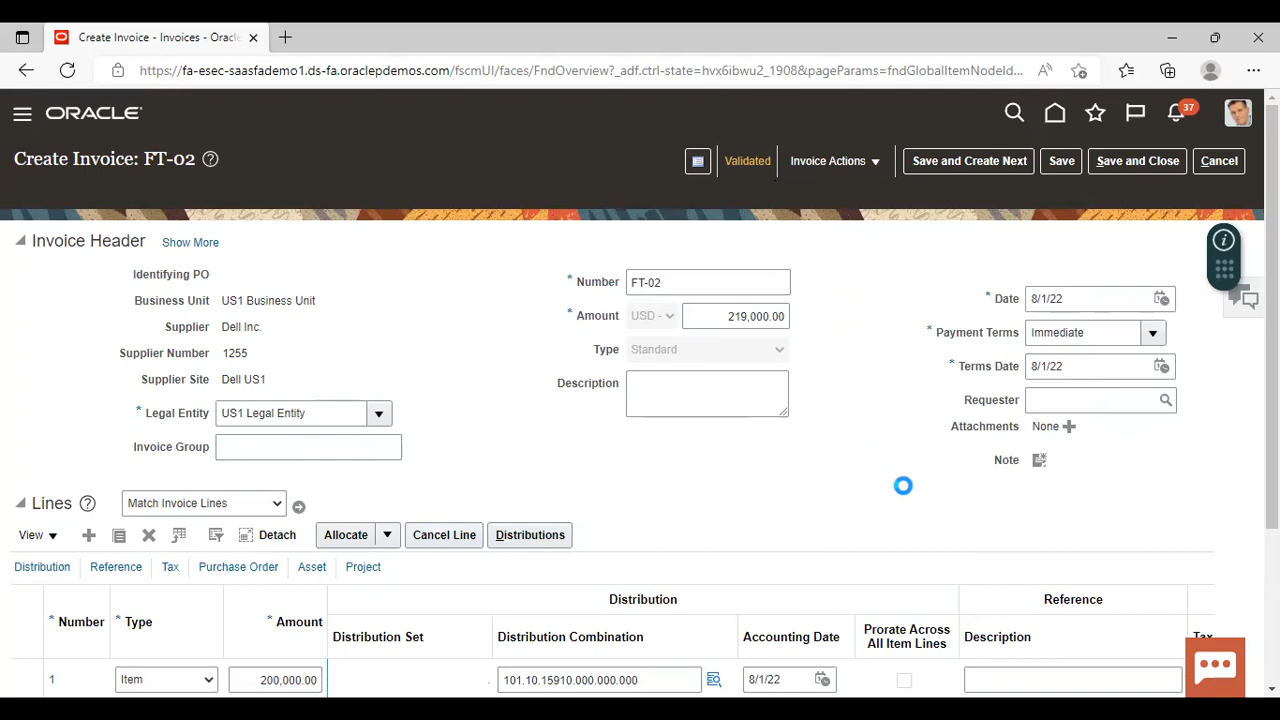 Create Invoice - Invoices - Oracle
https://fa-esec-saasfademo1.ds-fa.oraclepdemos.com/fscmUI/faces/FndOverview?_adf.ctrl-state=hvx6ibwu2_1908&pageParams=fndGlobalItemNodeId...
ORACLE
37
Create Invoice: FT-02
Validated
Invoice Actions
Save and Create Next
Save
Save and Close
Cancel
Invoice Header Show More
Identifying PO
Business Unit US1 Business Unit
Supplier Dell Inc.
Supplier Number 1255
Supplier Site Dell US1
* Legal Entity US1 Legal Entity
Invoice Group
* Number FT-02
* Amount USD - 219,000.00
Type Standard
Description
* Date 8/1/22
* Payment Terms Immediate
* Terms Date 8/1/22
Requester
Attachments None
Note
Lines Match Invoice Lines
View Detach Allocate Cancel Line Distributions
Distribution Reference Tax Purchase Order Asset Project
* Number * Type * Amount Distribution Reference
Distribution Set Distribution Combination Accounting Date Prorate Across All Item Lines Description Tax
1 Item 200,000.00 101.10.15910.000.000.000 8/1/22